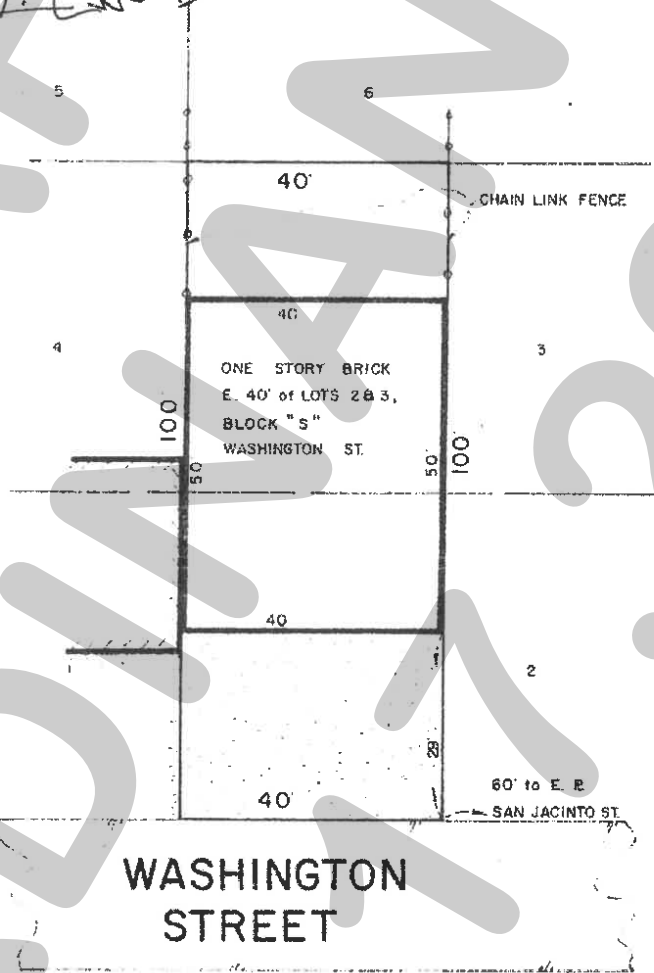 5
6
40'
CHAIN LINK FENCE
40
4
3
ONE STORY BRICK
E. 40' of LOTS 2 & 3,
BLOCK "S"
WASHINGTON ST.
100'
50
50'
100'
40
1
2
29'
60' to E. P.
40'
SAN JACINTO ST.
WASHINGTON
STREET